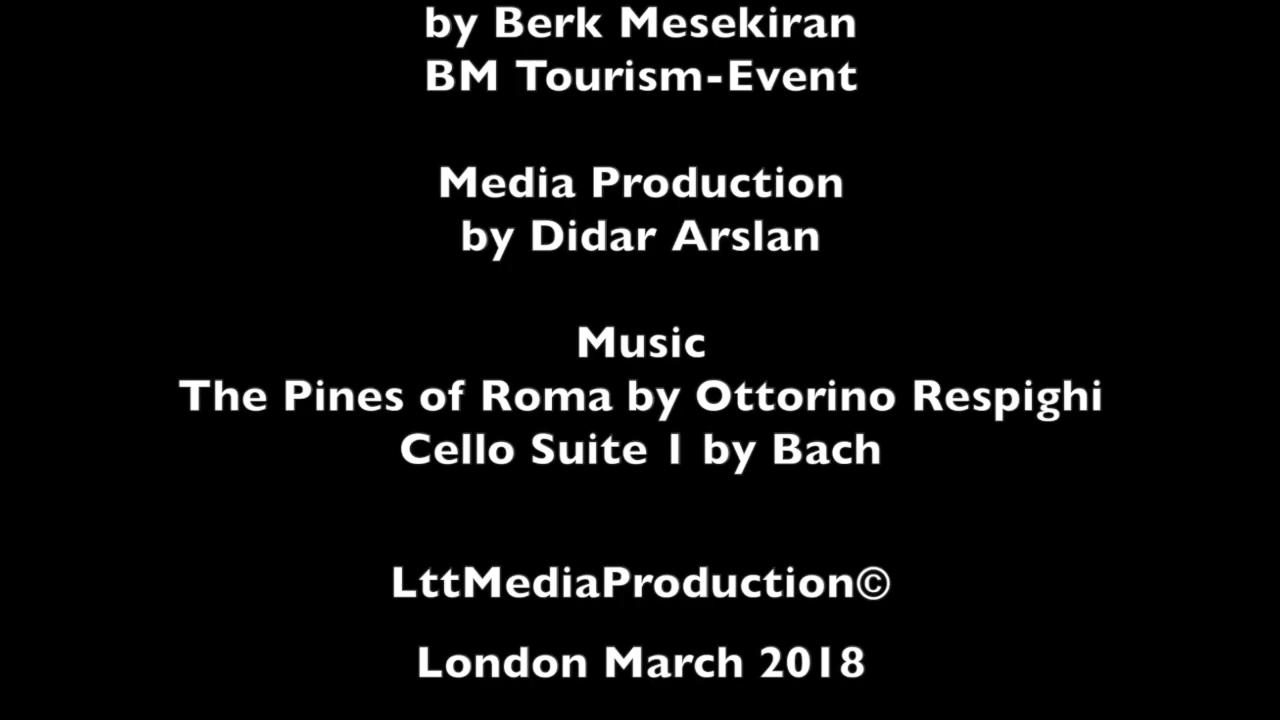 by Berk Mesekiran
BM Tourism-Event
Media Production
by Didar Arslan
Music
The Pines of Roma by Ottorino Respighi
Cello Suite 1 by Bach
LttMediaProduction©
London March 2018